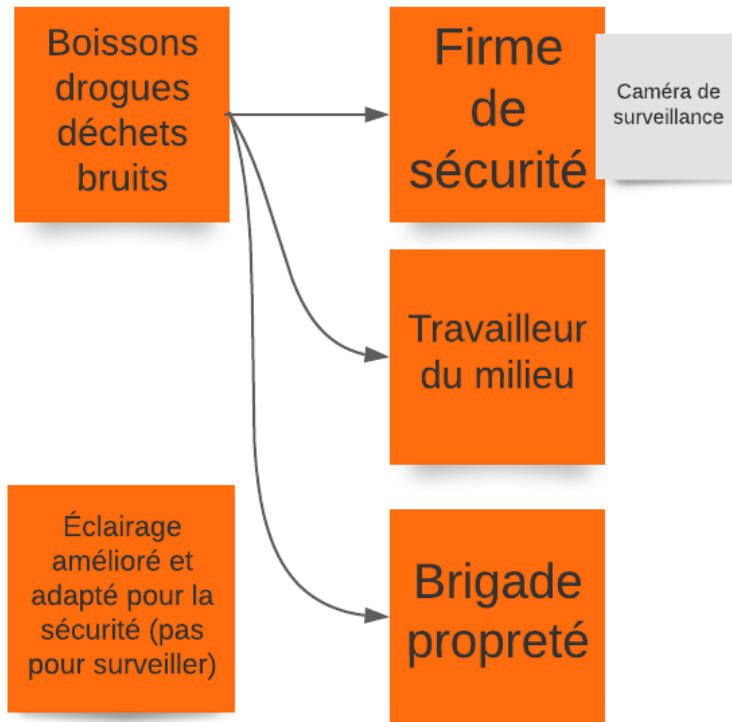 Boissons
drogues
déchets
bruits
Firme
de
sécurité
Caméra de
surveillance
Travailleur
du milieu
Éclairage
amélioré et
adapté pour la
sécurité (pas
pour surveiller)
Brigade
propreté